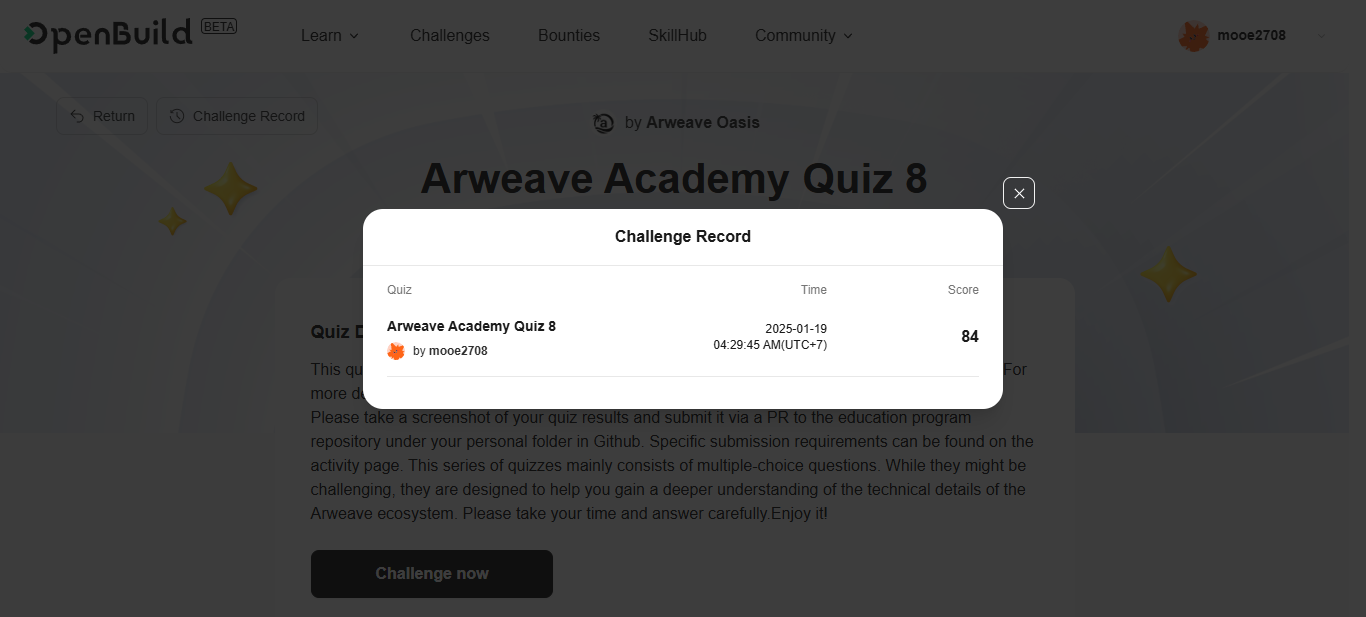 OpenBuild BETA
Learn
Challenges
Bounties
SkillHub
Community
mooe2708
Return
Challenge Record
by Arweave Oasis
Arweave Academy Quiz 8
Challenge Record
Quiz
Time
Score
Arweave Academy Quiz 8
by mooe2708
2025-01-19
04:29:45 AM(UTC+7)
84
Quiz
This
For
more
Please take a screenshot of your quiz results and submit it via a PR to the education program
repository under your personal folder in Github. Specific submission requirements can be found on the
activity page. This series of quizzes mainly consists of multiple-choice questions. While they might be
challenging, they are designed to help you gain a deeper understanding of the technical details of the
Arweave ecosystem. Please take your time and answer carefully.Enjoy it!
Challenge now